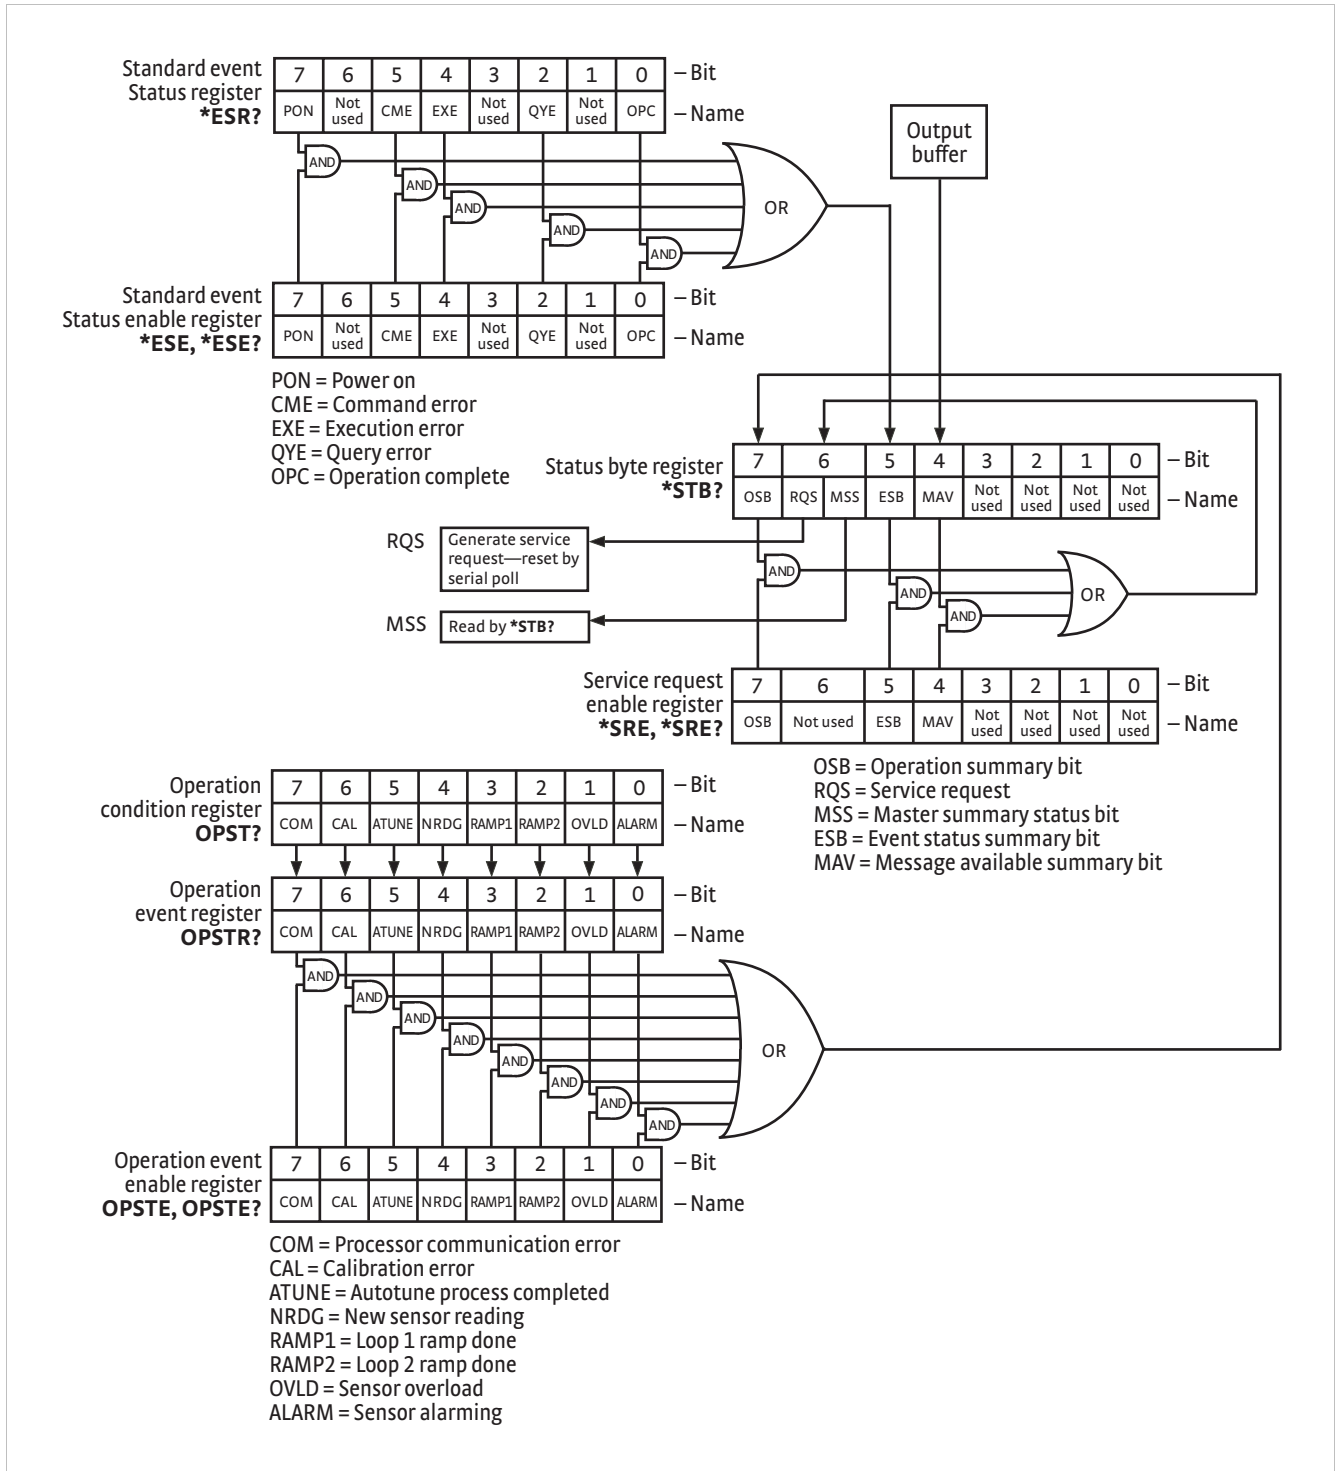 Standard event
Status register
*ESR?
7 6 5 4 3 2 1 0 – Bit
PON Not used CME EXE Not used QYE Not used OPC – Name
AND
AND
AND
AND
AND
OR
Output
buffer
Standard event
Status enable register
*ESE, *ESE?
7 6 5 4 3 2 1 0 – Bit
PON Not used CME EXE Not used QYE Not used OPC – Name
PON = Power on
CME = Command error
EXE = Execution error
QYE = Query error
OPC = Operation complete
Status byte register
*STB?
7 6 5 4 3 2 1 0 – Bit
OSB RQS MSS ESB MAV Not used Not used Not used Not used – Name
RQS
Generate service
request—reset by
serial poll
MSS
Read by *STB?
AND
AND
AND
OR
Service request
enable register
*SRE, *SRE?
7 6 5 4 3 2 1 0 – Bit
OSB Not used ESB MAV Not used Not used Not used Not used – Name
OSB = Operation summary bit
RQS = Service request
MSS = Master summary status bit
ESB = Event status summary bit
MAV = Message available summary bit
Operation
condition register
OPST?
7 6 5 4 3 2 1 0 – Bit
COM CAL ATUNE NRDG RAMP1 RAMP2 OVLD ALARM – Name
Operation
event register
OPSTR?
7 6 5 4 3 2 1 0 – Bit
COM CAL ATUNE NRDG RAMP1 RAMP2 OVLD ALARM – Name
AND
AND
AND
AND
AND
AND
AND
AND
OR
Operation event
enable register
OPSTE, OPSTE?
7 6 5 4 3 2 1 0 – Bit
COM CAL ATUNE NRDG RAMP1 RAMP2 OVLD ALARM – Name
COM = Processor communication error
CAL = Calibration error
ATUNE = Autotune process completed
NRDG = New sensor reading
RAMP1 = Loop 1 ramp done
RAMP2 = Loop 2 ramp done
OVLD = Sensor overload
ALARM = Sensor alarming